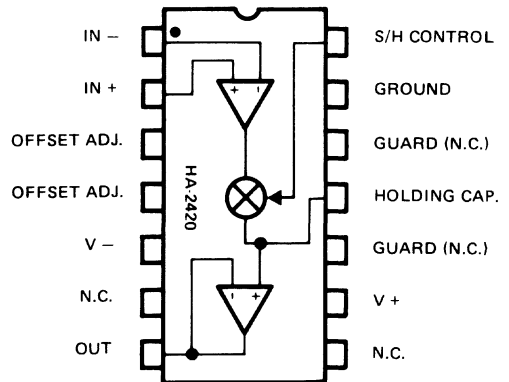 IN −
IN +
OFFSET ADJ.
OFFSET ADJ.
V −
N.C.
OUT
S/H CONTROL
GROUND
GUARD (N.C.)
HOLDING CAP.
GUARD (N.C.)
V +
N.C.
HA-2420
+ −
− +